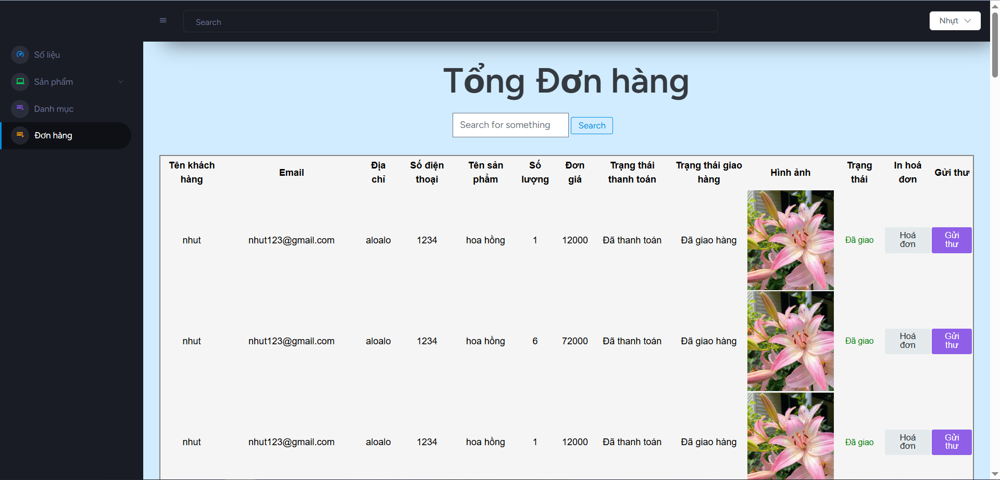 Search
Nhựt
Số liệu
Sản phẩm
Danh mục
Đơn hàng
Tổng Đơn hàng
Search for something
Search
Tên khách hàng Email Địa chỉ Số điện thoại Tên sản phẩm Số lượng Đơn giá Trạng thái thanh toán Trạng thái giao hàng Hình ảnh Trạng thái In hoá đơn Gửi thư
nhut nhut123@gmail.com aloalo 1234 hoa hồng 1 12000 Đã thanh toán Đã giao hàng Đã giao Hoá đơn Gửi thư
nhut nhut123@gmail.com aloalo 1234 hoa hồng 6 72000 Đã thanh toán Đã giao hàng Đã giao Hoá đơn Gửi thư
nhut nhut123@gmail.com aloalo 1234 hoa hồng 1 12000 Đã thanh toán Đã giao hàng Đã giao Hoá đơn Gửi thư